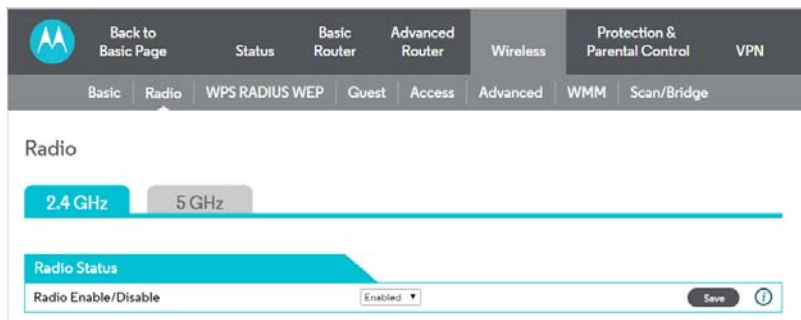 Back to Basic Page
Status
Basic Router
Advanced Router
Wireless
Protection & Parental Control
VPN
Basic Radio WPS RADIUS WEP Guest Access Advanced WMM Scan/Bridge
Radio
2.4 GHz 5 GHz
Radio Status
Radio Enable/Disable Enabled Save